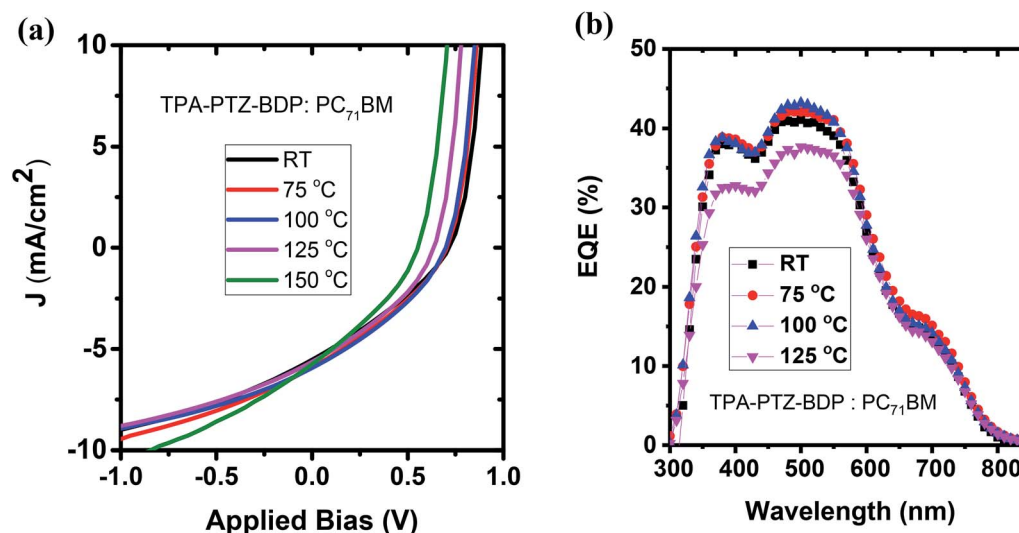 (a)
10
5
0
-5
-10
J (mA/cm²)
TPA-PTZ-BDP: PC₇₁BM
RT
75 °C
100 °C
125 °C
150 °C
-1.0 -0.5 0.0 0.5 1.0
Applied Bias (V)
(b)
50
40
30
20
10
0
EQE (%)
RT
75 °C
100 °C
125 °C
TPA-PTZ-BDP : PC₇₁BM
300 400 500 600 700 800
Wavelength (nm)